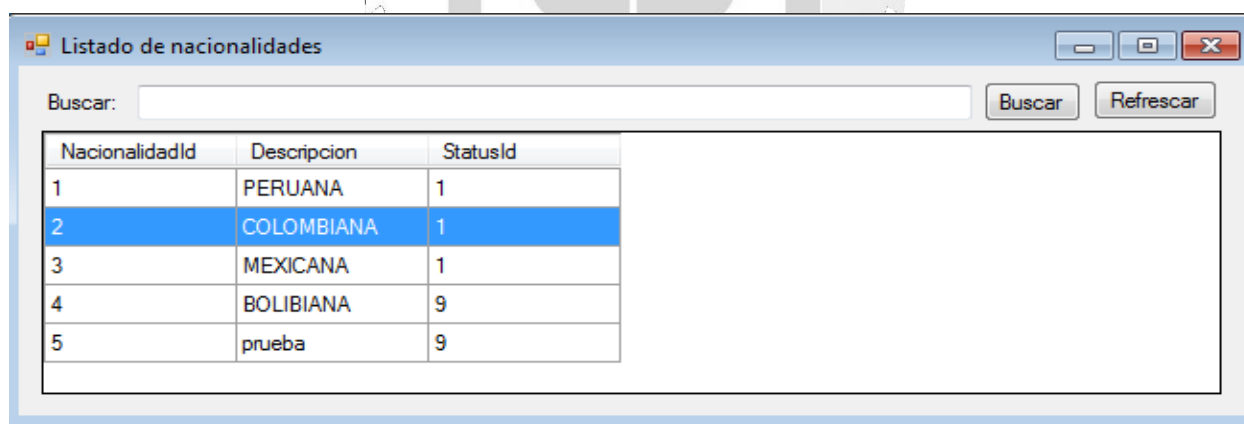 Listado de nacionalidades
Buscar: Buscar Refrescar
NacionalidadId Descripcion StatusId
1 PERUANA 1
2 COLOMBIANA 1
3 MEXICANA 1
4 BOLIBIANA 9
5 prueba 9